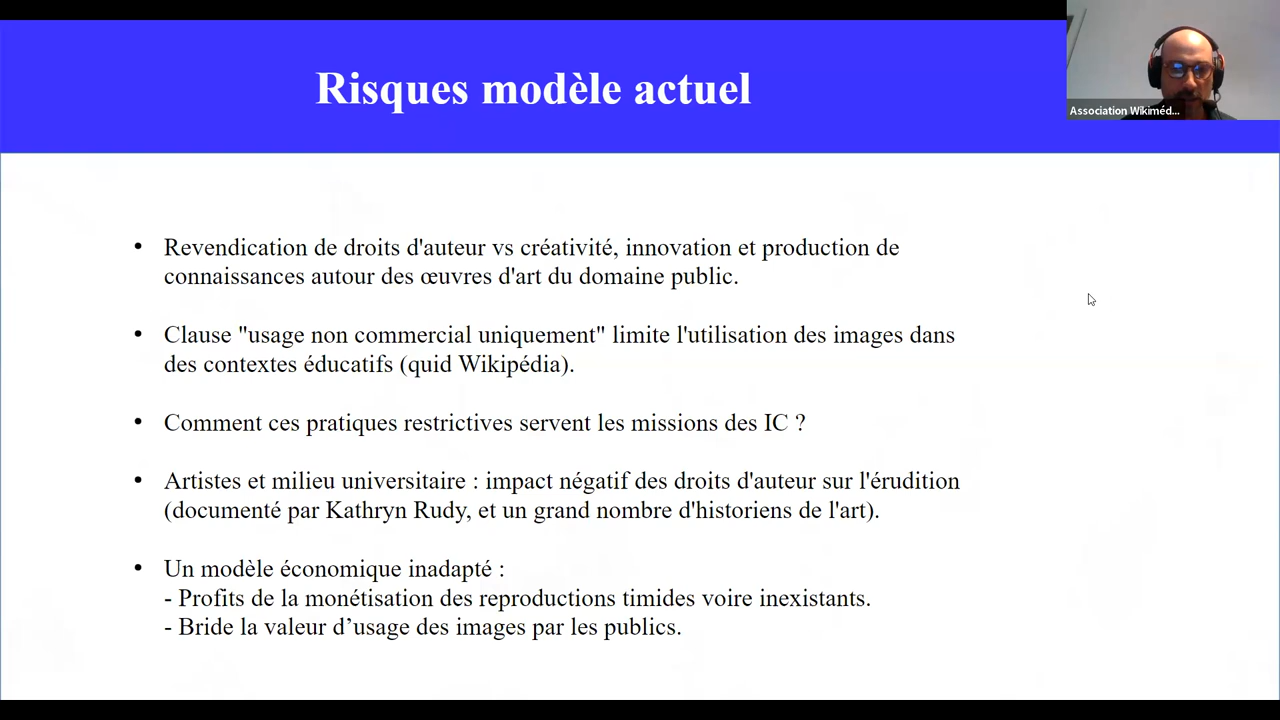 Risques modèle actuel
Association Wikiméd...
• Revendication de droits d'auteur vs créativité, innovation et production de
connaissances autour des œuvres d'art du domaine public.
• Clause "usage non commercial uniquement" limite l'utilisation des images dans
des contextes éducatifs (quid Wikipédia).
• Comment ces pratiques restrictives servent les missions des IC ?
• Artistes et milieu universitaire : impact négatif des droits d'auteur sur l'érudition
(documenté par Kathryn Rudy, et un grand nombre d'historiens de l'art).
• Un modèle économique inadapté :
- Profits de la monétisation des reproductions timides voire inexistants.
- Bride la valeur d’usage des images par les publics.